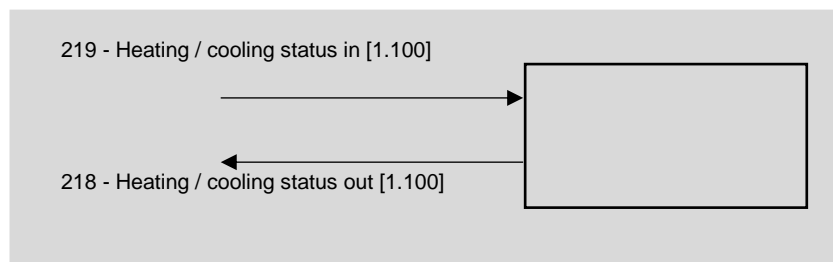 219 - Heating / cooling status in [1.100]
218 - Heating / cooling status out [1.100]